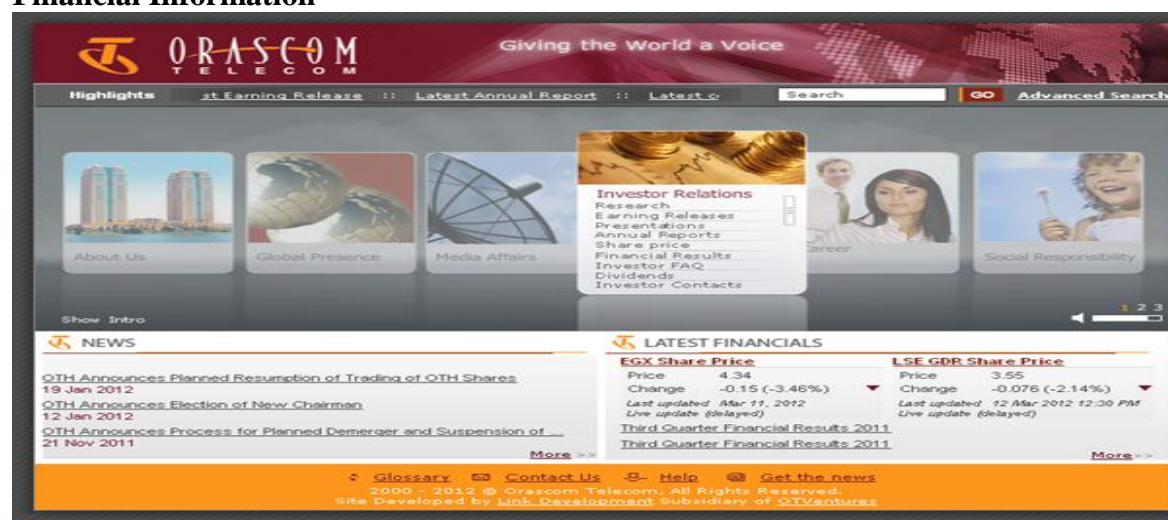 Financial Information
ORASCOM
TELECOM
Giving the World a Voice
Highlights st Earning Release :: Latest Annual Report :: Latest c Search GO Advanced Search
About Us
Global Presence
Media Affairs
Investor Relations
Research
Earning Releases
Presentations
Annual Reports
Share price
Financial Results
Investor FAQ
Dividends
Investor Contacts
areer
Social Responsibility
Show Intro
1 2 3
NEWS
OTH Announces Planned Resumption of Trading of OTH Shares
19 Jan 2012
OTH Announces Election of New Chairman
12 Jan 2012
OTH Announces Process for Planned Demerger and Suspension of ...
21 Nov 2011
More >>
LATEST FINANCIALS
EGX Share Price
Price 4.34
Change -0.15 (-3.46%)
Last updated Mar 11, 2012
Live update (delayed)
LSE GDR Share Price
Price 3.55
Change -0.076 (-2.14%)
Last updated 12 Mar 2012 12:30 PM
Live update (delayed)
Third Quarter Financial Results 2011
Third Quarter Financial Results 2011
More>>
Glossary Contact Us Help Get the news
2000 - 2012 © Orascom Telecom, All Rights Reserved.
Site Developed by Link Development Subsidiary of OTVentures